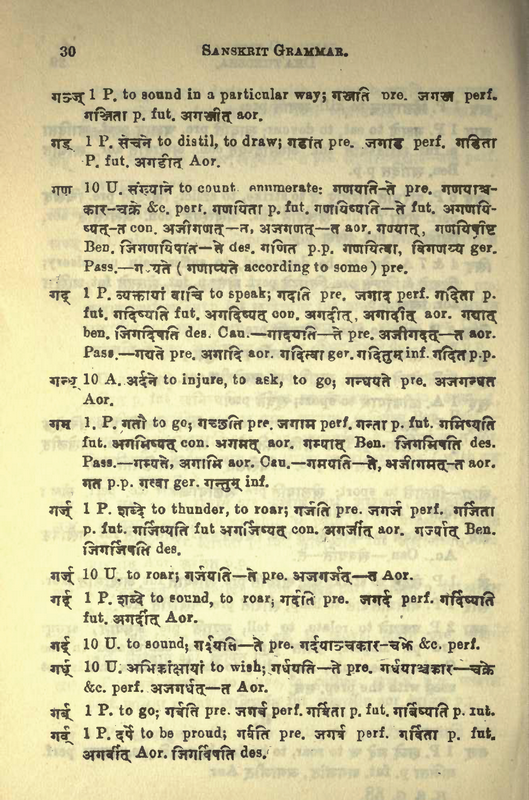 30 SANSKRIT GRAMMAR.
गञ्ज् 1 P. to sound in a particular way; गञ्जति pre. जगञ्ज perf.
गञ्जिता p. fut. अगञ्जीत् aor.
गड् 1 P. सेचने to distil, to draw; गडति pre. जगाड perf. गडिता
P. fut. अगडीत् Aor.
गण 10 U. संख्याने to count enumerate: गणयति-ते pre. गणयाञ्च-
कार-चक्रे &c. perf. गणयिता p. fut. गणयिष्यति—ते fut. अगणयि-
ष्यत्-त con. अजीगणत्—त, अजगणत्—त aor. गण्यात्, गणयिषीष्ट
Ben. जिगणयिषति—ते des. गणित p.p. गणयित्वा, विगणय्य ger.
Pass.—गण्यते ( गणाप्यते according to some ) pre.
गद् 1 P. व्यक्तायां वाचि to speak; गदति pre. जगाद perf. गदिता p.
fut. गदिष्यति fut. अगदिष्यत् con. अगदीत्, अगादीत् aor. गद्यात्
ben. जिगदिषति des. Cau.—गादयति—ते pre. अजीगदत्—त aor.
Pass.—गद्यते pre. अगादि aor. गदित्वा ger. गदितुम् inf. गदित p.p.
गन्ध् 10 A. अर्दने to injure, to ask, to go; गन्धयते pre. अजगन्धत
Aor.
गम 1. P. गतौ to go; गच्छति pre. जगाम perf. गन्ता p. fut. गमिष्यति
fut. अगमिष्यत् con. अगमत् aor. गम्यात् Ben. जिगमिषति des.
Pass.—गम्यते, अगामि aor. Cau.—गमयति—ते, अजीगमत्-त aor.
गत p.p. गत्वा ger. गन्तुम् inf.
गर्ज् 1 P. शब्दे to thunder, to roar; गर्जति pre. जगर्ज perf. गर्जिता
p. fut. गर्जिष्यति fut अगर्जिष्यत् con. अगर्जीत् aor. गर्ज्यात् Ben.
जिगर्जिषति des.
गर्ज् 10 U. to roar; गर्जयति—ते pre. अजगर्जत्—त Aor.
गर्द् 1 P. शब्दे to sound, to roar; गर्दति pre. जगर्द perf. गर्दिष्यति
fut. अगर्दीत् Aor.
गर्द् 10 U. to sound; गर्दयति—ते pre. गर्दयाञ्चकार-चक्रे &c. perf.
गर्ध् 10 U. अभिकांक्षायां to wish; गर्धयति—ते pre. गर्धयाञ्चकार—चक्रे
&c. perf. अजगर्धत्—त Aor.
गर्ब् 1 P. to go; गर्बति pre. जगर्ब perf. गर्बिता p. fut. गर्बिष्यति p. fut.
गर्व् 1 P. दर्पे to be proud; गर्वति pre. जगर्व perf. गर्विता p. fut.
अगर्वीत् Aor. जिगर्विषति des.